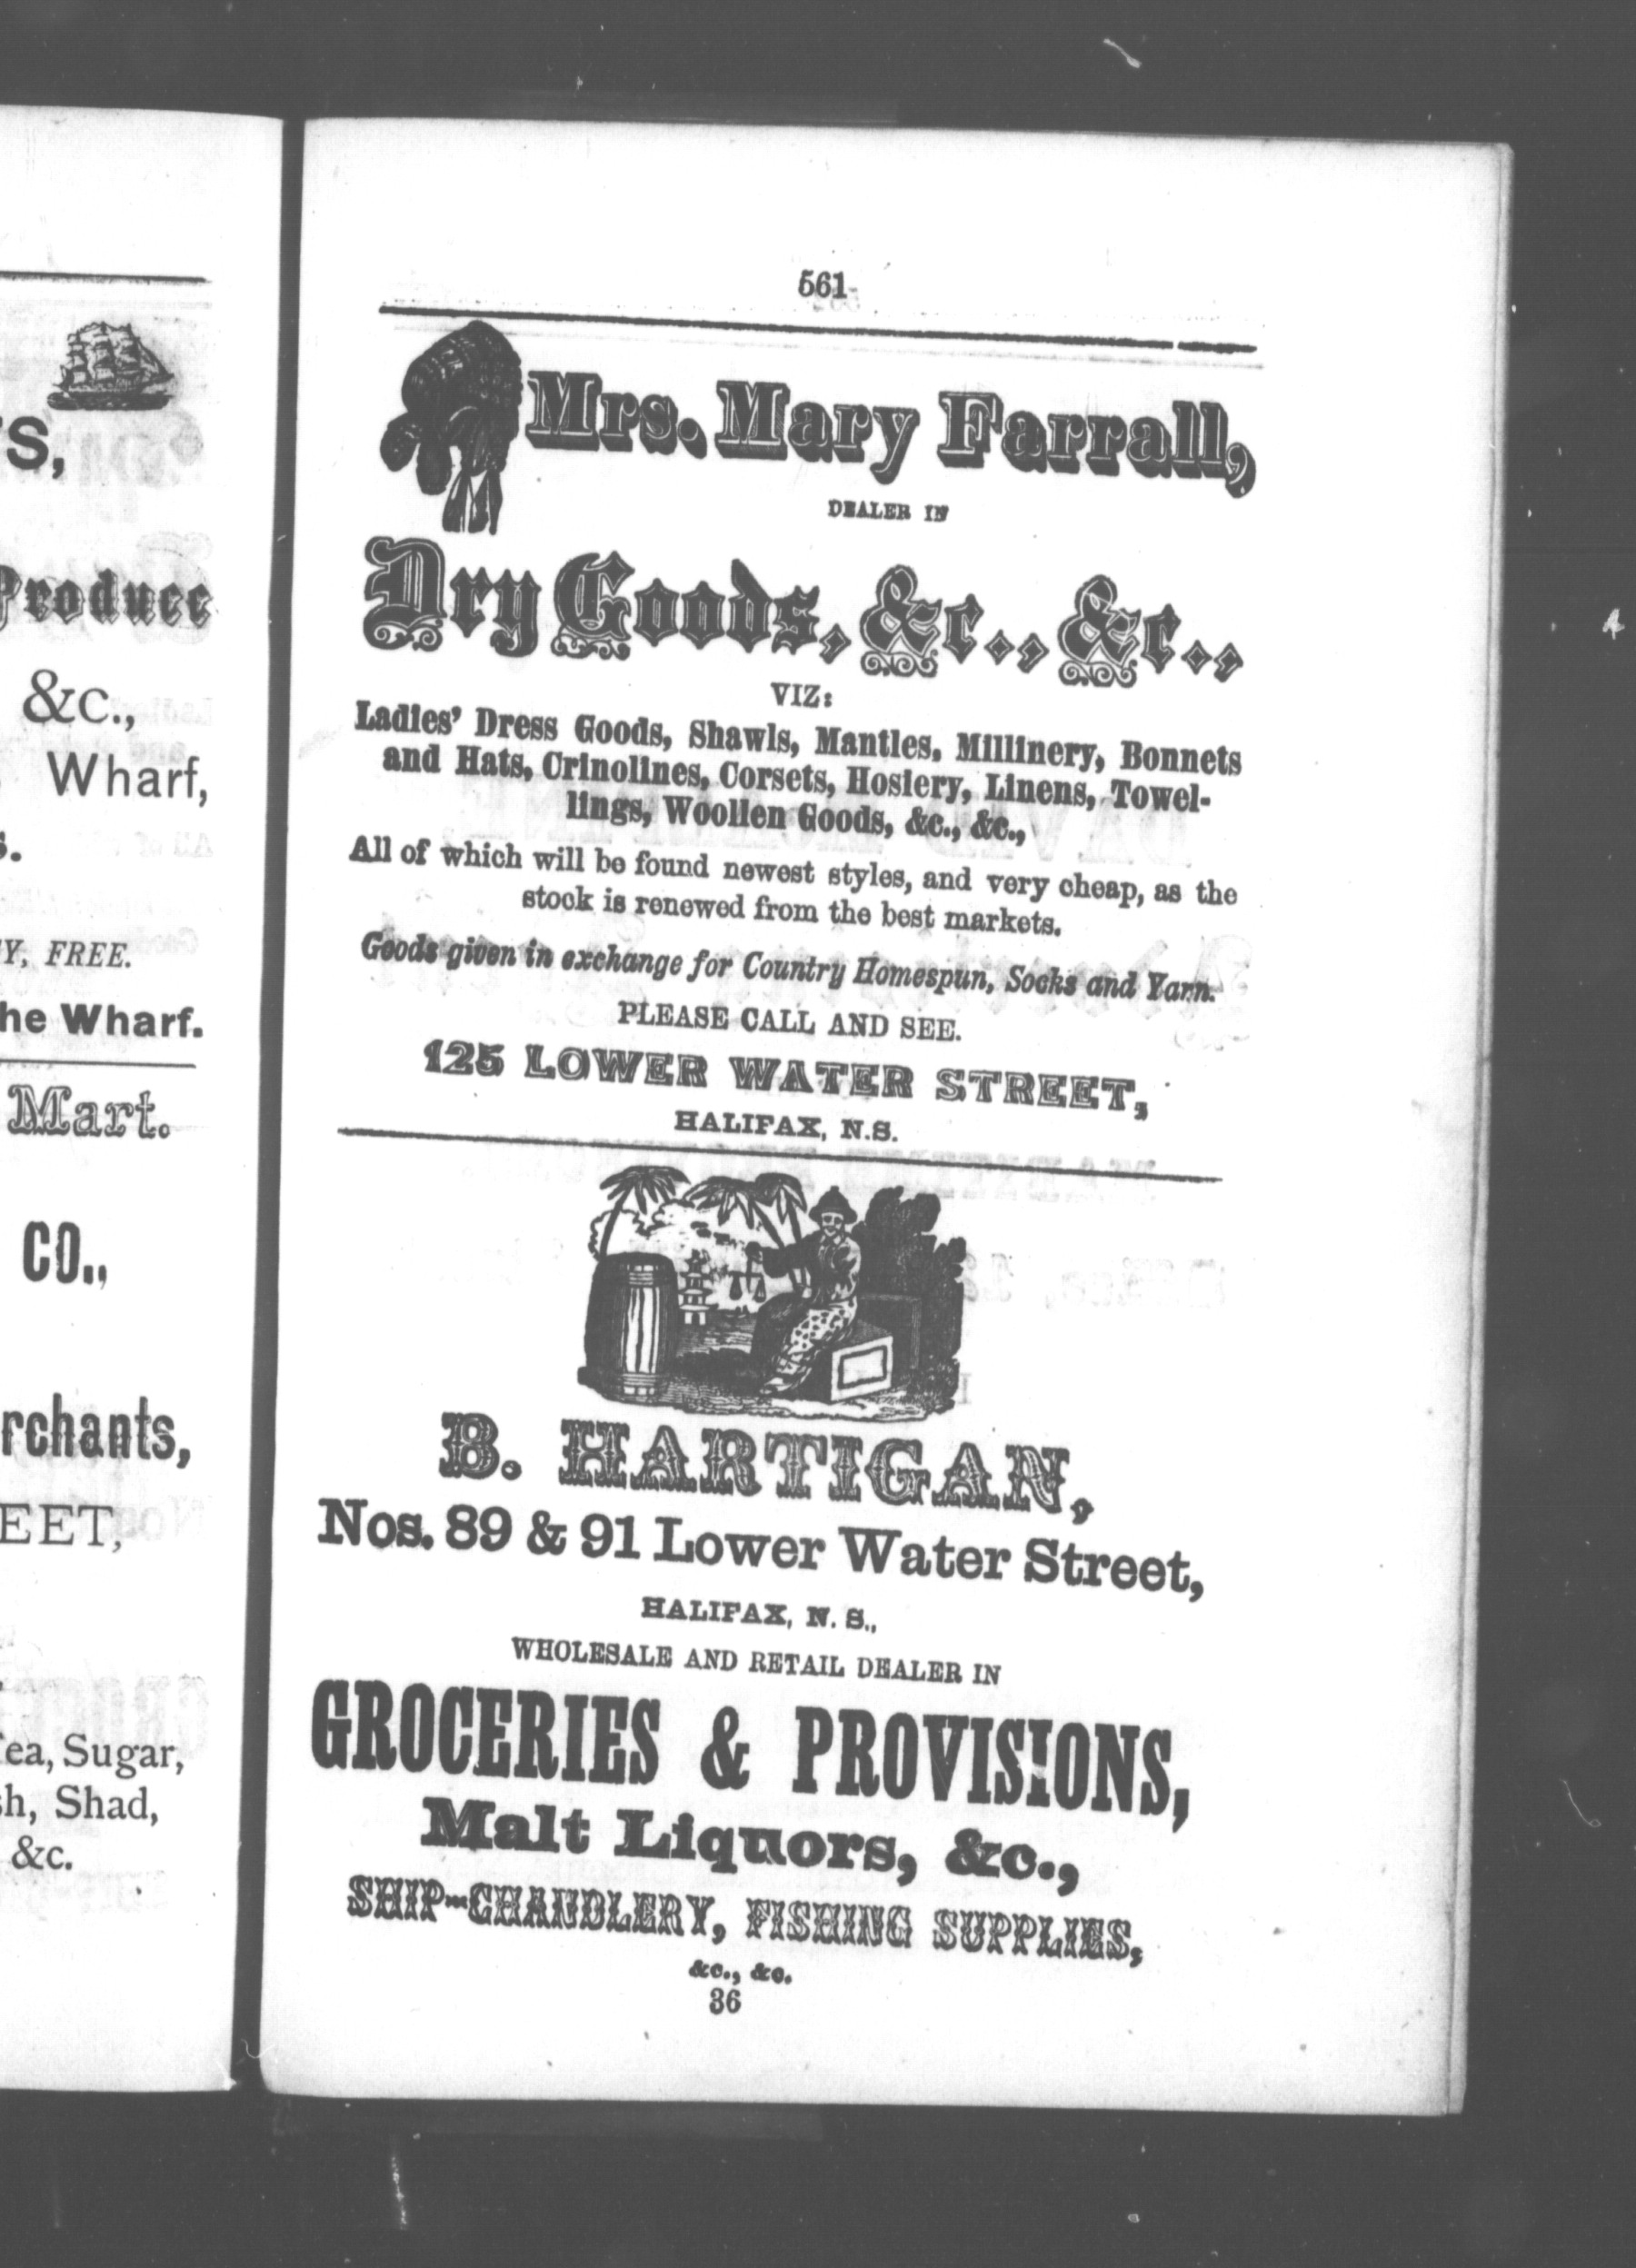 S,
Produce
&c.,
Wharf,
s.
Y, FREE.
he Wharf.
Mart.
CO.,
rchants,
EET,
ea, Sugar,
h, Shad,
&c.
561
Mrs. Mary Farrall,
DEALER IN
Dry Goods, &c., &c.,
VIZ:
Ladies' Dress Goods, Shawls, Mantles, Millinery, Bonnets
and Hats, Crinolines, Corsets, Hosiery, Linens, Towel-
lings, Woollen Goods, &c., &c.,
All of which will be found newest styles, and very cheap, as the
stock is renewed from the best markets.
Goods given in exchange for Country Homespun, Socks and Yarn.
PLEASE CALL AND SEE.
125 LOWER WATER STREET,
HALIFAX, N.S.
B. HARTIGAN,
Nos. 89 & 91 Lower Water Street,
HALIFAX, N. S.,
WHOLESALE AND RETAIL DEALER IN
GROCERIES & PROVISIONS,
Malt Liquors, &c.,
SHIP-CHANDLERY, FISHING SUPPLIES,
&c., &c.
36